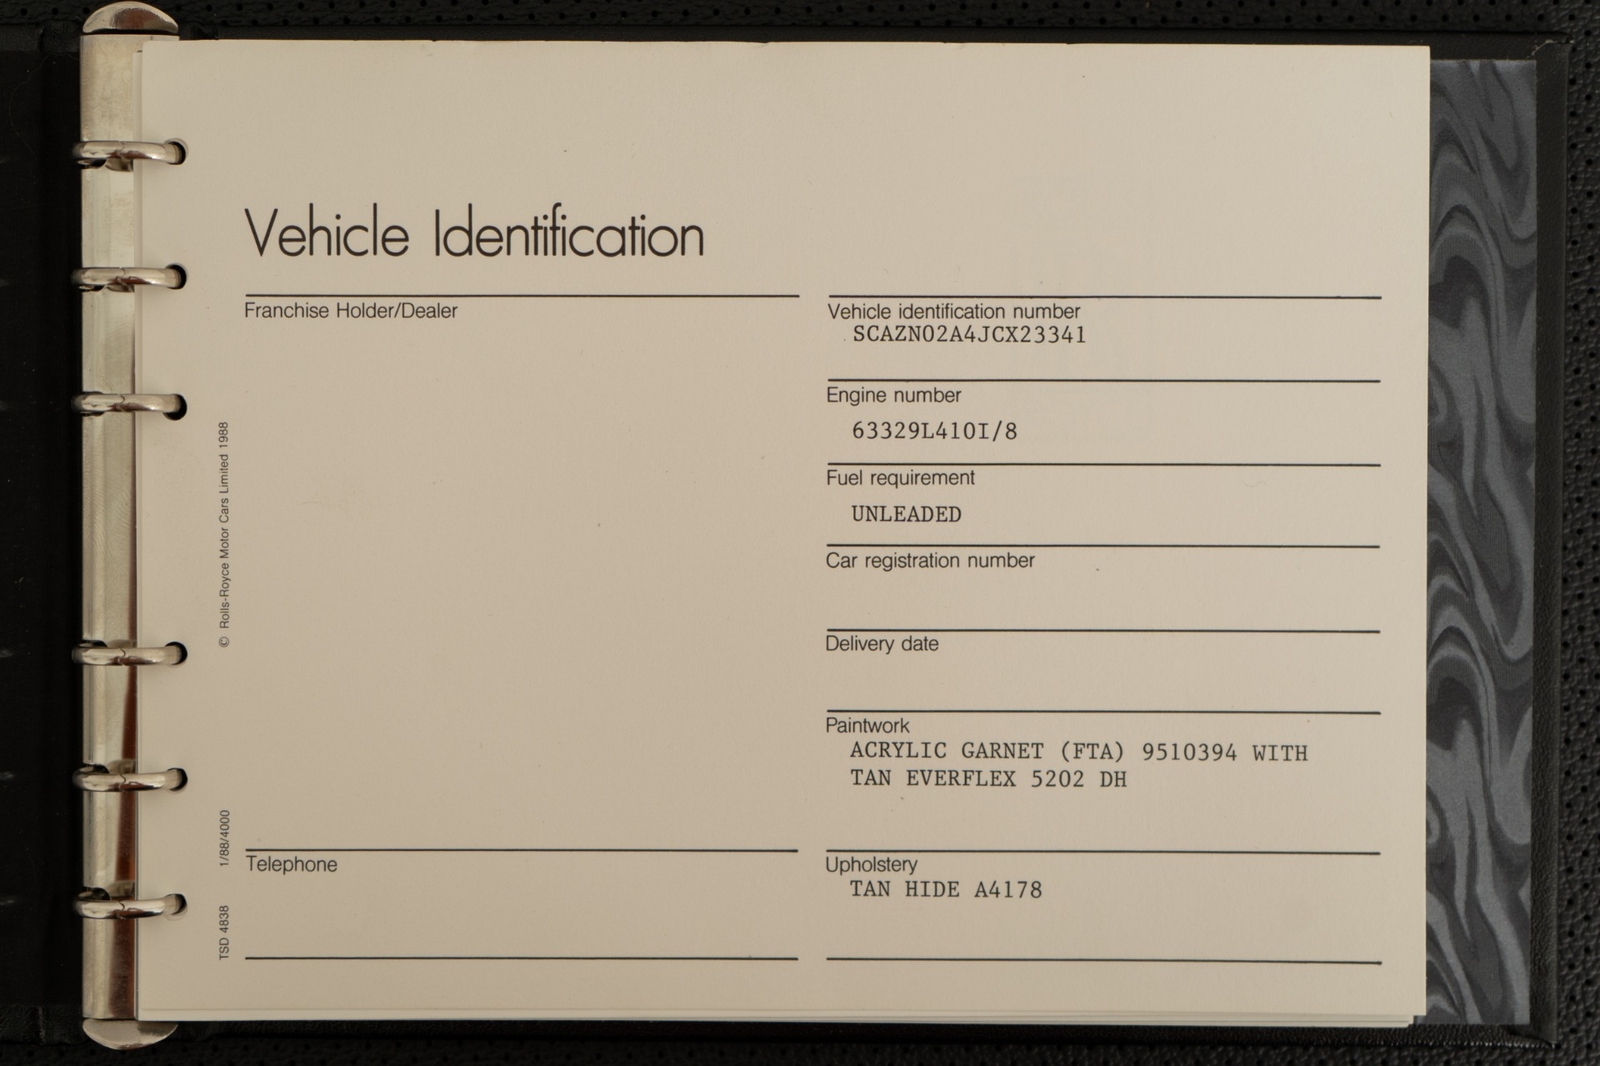 Vehicle Identification
Franchise Holder/Dealer
Telephone
Vehicle identification number
SCAZN02A4JCX23341
Engine number
63329L410I/8
Fuel requirement
UNLEADED
Car registration number
Delivery date
Paintwork
ACRYLIC GARNET (FTA) 9510394 WITH
TAN EVERFLEX 5202 DH
Upholstery
TAN HIDE A4178
© Rolls-Royce Motor Cars Limited 1988
1/88/4000
TSD 4838